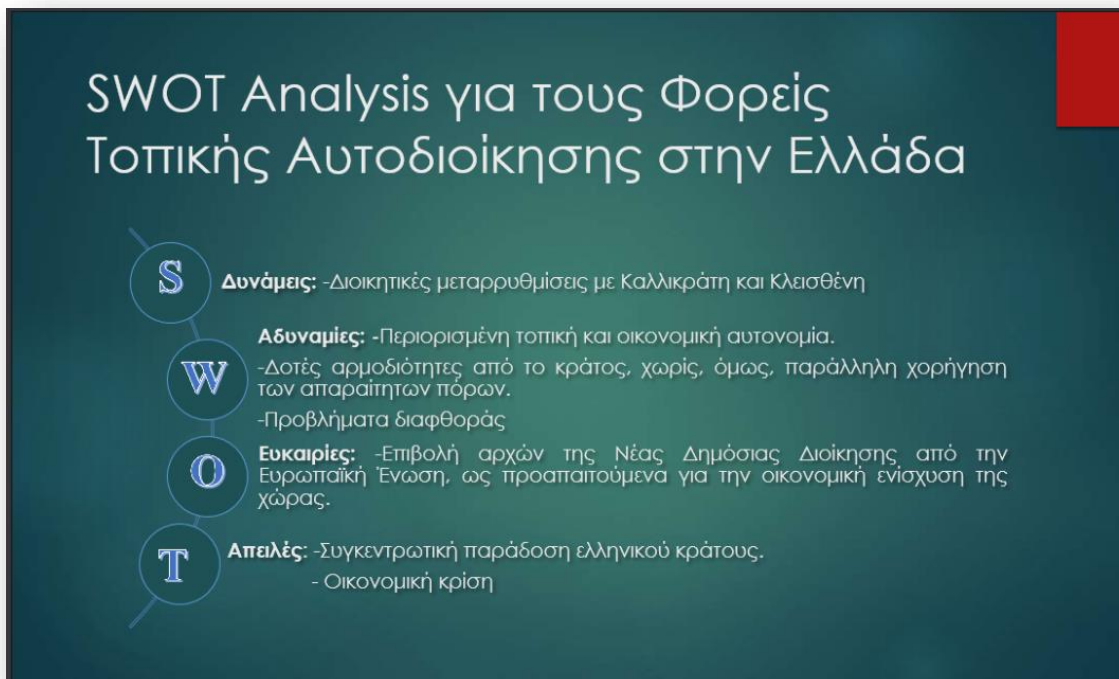 SWOT Analysis για τους Φορείς
Τοπικής Αυτοδιοίκησης στην Ελλάδα
S
Δυνάμεις: -Διοικητικές μεταρρυθμίσεις με Καλλικράτη και Κλεισθένη
W
Αδυναμίες: -Περιορισμένη τοπική και οικονομική αυτονομία.
-Δοτές αρμοδιότητες από το κράτος, χωρίς, όμως, παράλληλη χορήγηση
των απαραίτητων πόρων.
-Προβλήματα διαφθοράς
O
Ευκαιρίες: -Επιβολή αρχών της Νέας Δημόσιας Διοίκησης από την
Ευρωπαϊκή Ένωση, ως προαπαιτούμενα για την οικονομική ενίσχυση της
χώρας.
T
Απειλές: -Συγκεντρωτική παράδοση ελληνικού κράτους.
- Οικονομική κρίση